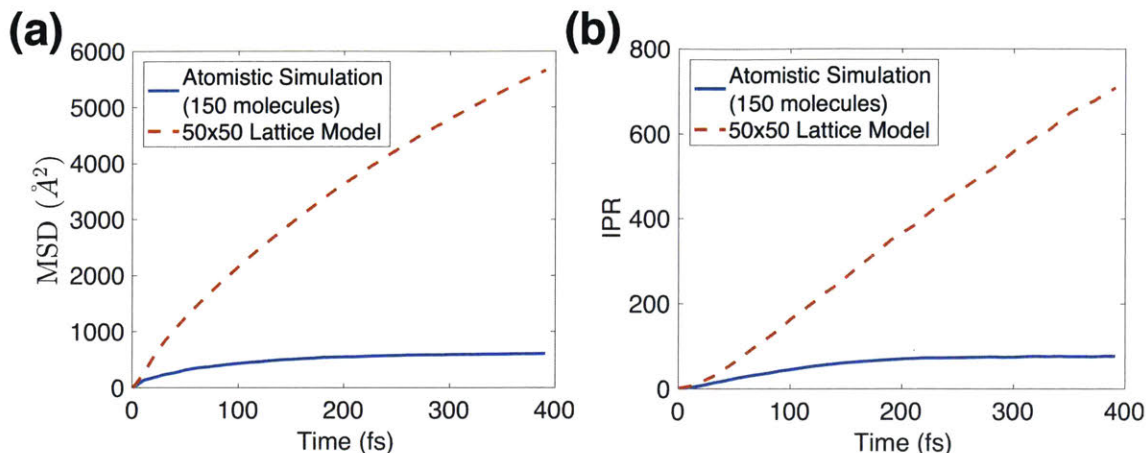 (a)
6000
5000
4000
3000
2000
1000
0
MSD (Å²)
Atomistic Simulation
(150 molecules)
50x50 Lattice Model
0 100 200 300 400
Time (fs)
(b)
800
600
400
200
0
IPR
Atomistic Simulation
(150 molecules)
50x50 Lattice Model
0 100 200 300 400
Time (fs)